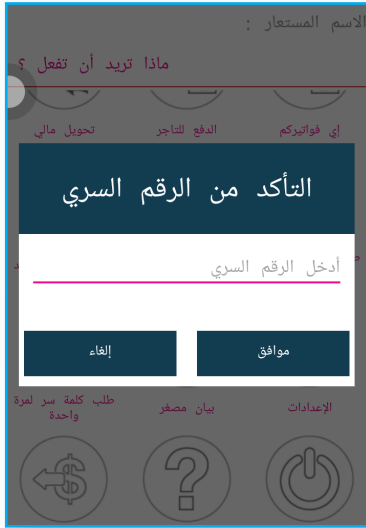 الاسم المستعار :
ماذا تريد أن تفعل ؟
إي فواتيركم
الدفع للتاجر
تحويل مالي
التأكد من الرقم السري
أدخل الرقم السري
موافق
إلغاء
الإعدادات
بيان مصغر
طلب كلمة سر لمرة
واحدة